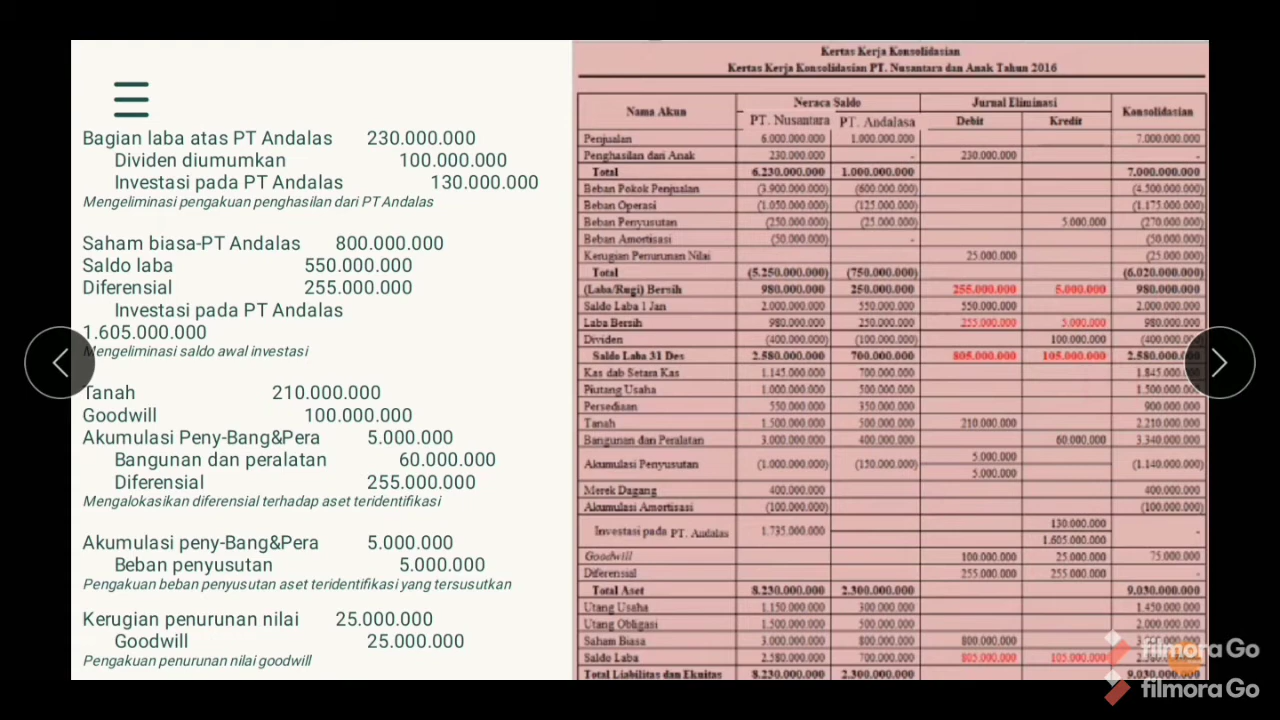 Bagian laba atas PT Andalas 230.000.000
Dividen diumumkan 100.000.000
Investasi pada PT Andalas 130.000.000
Mengeliminasi pengakuan penghasilan dari PT Andalas
Saham biasa-PT Andalas 800.000.000
Saldo laba 550.000.000
Diferensial 255.000.000
Investasi pada PT Andalas
1.605.000.000
Mengeliminasi saldo awal investasi
Tanah 210.000.000
Goodwill 100.000.000
Akumulasi Peny-Bang&Pera 5.000.000
Bangunan dan peralatan 60.000.000
Diferensial 255.000.000
Mengalokasikan diferensial terhadap aset teridentifikasi
Akumulasi peny-Bang&Pera 5.000.000
Beban penyusutan 5.000.000
Pengakuan beban penyusutan aset teridentifikasi yang tersusutkan
Kerugian penurunan nilai 25.000.000
Goodwill 25.000.000
Pengakuan penurunan nilai goodwill
Kertas Kerja Konsolidasian
Kertas Kerja Konsolidasian PT. Nusantara dan Anak Tahun 2016
Nama Akun Neraca Saldo Jurnal Eliminasi Konsolidasian
PT. Nusantara PT. Andalasa Debit Kredit
Penjualan 6.000.000.000 1.000.000.000 7.000.000.000
Penghasilan dari Anak 230.000.000 - 230.000.000 -
Total 6.230.000.000 1.000.000.000 7.000.000.000
Beban Pokok Penjualan (3.900.000.000) (600.000.000) (4.500.000.000)
Beban Operasi (1.050.000.000) (125.000.000) (1.175.000.000)
Beban Penyusutan (250.000.000) (25.000.000) 5.000.000 (270.000.000)
Beban Amortisasi (50.000.000) - (50.000.000)
Kerugian Penurunan Nilai 25.000.000 (25.000.000)
Total (5.250.000.000) (750.000.000) (6.020.000.000)
(Laba/Rugi) Bersih 980.000.000 250.000.000 255.000.000 5.000.000 980.000.000
Saldo Laba 1 Jan 2.000.000.000 550.000.000 550.000.000 2.000.000.000
Laba Bersih 980.000.000 250.000.000 255.000.000 5.000.000 980.000.000
Dividen (400.000.000) (100.000.000) 100.000.000 (400.000.000)
Saldo Laba 31 Des 2.580.000.000 700.000.000 805.000.000 105.000.000 2.580.000.000
Kas dab Setara Kas 1.145.000.000 700.000.000 1.845.000.000
Piutang Usaha 1.000.000.000 500.000.000 1.500.000.000
Persediaan 550.000.000 350.000.000 900.000.000
Tanah 1.500.000.000 500.000.000 210.000.000 2.210.000.000
Bangunan dan Peralatan 3.000.000.000 400.000.000 60.000.000 3.340.000.000
Akumulasi Penyusutan (1.000.000.000) (150.000.000) 5.000.000 5.000.000 (1.140.000.000)
Merek Dagang 400.000.000 400.000.000
Akumulasi Amortisasi (100.000.000) (100.000.000)
Investasi pada PT. Andalas 1.735.000.000 130.000.000 1.605.000.000 -
Goodwill 100.000.000 25.000.000 75.000.000
Diferensial 255.000.000 255.000.000 -
Total Aset 8.230.000.000 2.300.000.000 9.030.000.000
Utang Usaha 1.150.000.000 300.000.000 1.450.000.000
Utang Obligasi 1.500.000.000 500.000.000 2.000.000.000
Saham Biasa 3.000.000.000 800.000.000 800.000.000
Saldo Laba 2.580.000.000 700.000.000 805.000.000 105.000.000
Total Liabilitas dan Ekuitas 8.230.000.000 2.300.000.000 9.030.000.000
filmora Go
filmora Go